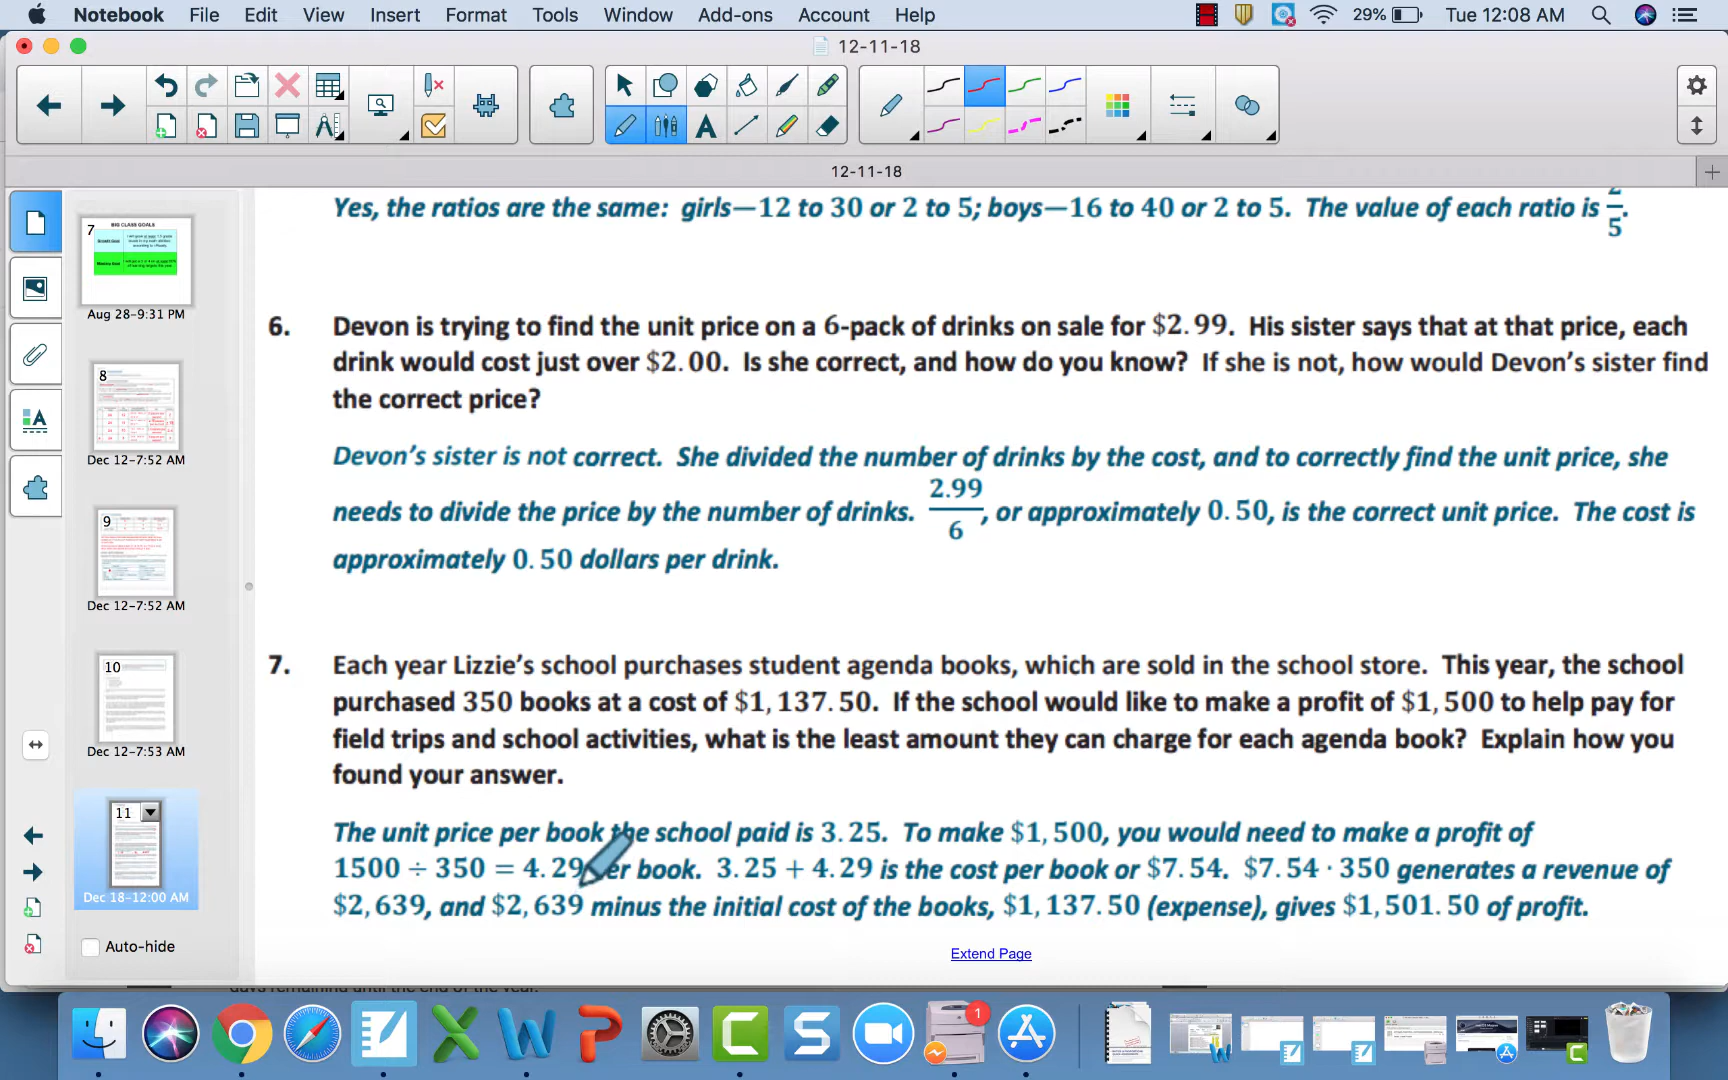 Notebook File Edit View Insert Format Tools Window Add-ons Account Help 29% Tue 12:08 AM
12-11-18
12-11-18
7 BIG CLASS GOALS
Aug 28-9:31 PM
8
Dec 12-7:52 AM
9
Dec 12-7:52 AM
10
Dec 12-7:53 AM
11
Dec 18-12:00 AM
Auto-hide
Yes, the ratios are the same: girls—12 to 30 or 2 to 5; boys—16 to 40 or 2 to 5. The value of each ratio is 2/5.
6. Devon is trying to find the unit price on a 6-pack of drinks on sale for $2.99. His sister says that at that price, each
drink would cost just over $2.00. Is she correct, and how do you know? If she is not, how would Devon's sister find
the correct price?
Devon's sister is not correct. She divided the number of drinks by the cost, and to correctly find the unit price, she
needs to divide the price by the number of drinks. 2.99/6, or approximately 0.50, is the correct unit price. The cost is
approximately 0.50 dollars per drink.
7. Each year Lizzie's school purchases student agenda books, which are sold in the school store. This year, the school
purchased 350 books at a cost of $1,137.50. If the school would like to make a profit of $1,500 to help pay for
field trips and school activities, what is the least amount they can charge for each agenda book? Explain how you
found your answer.
The unit price per book the school paid is 3.25. To make $1,500, you would need to make a profit of
1500 ÷ 350 = 4.29 per book. 3.25 + 4.29 is the cost per book or $7.54. $7.54 · 350 generates a revenue of
$2,639, and $2,639 minus the initial cost of the books, $1,137.50 (expense), gives $1,501.50 of profit.
Extend Page
1